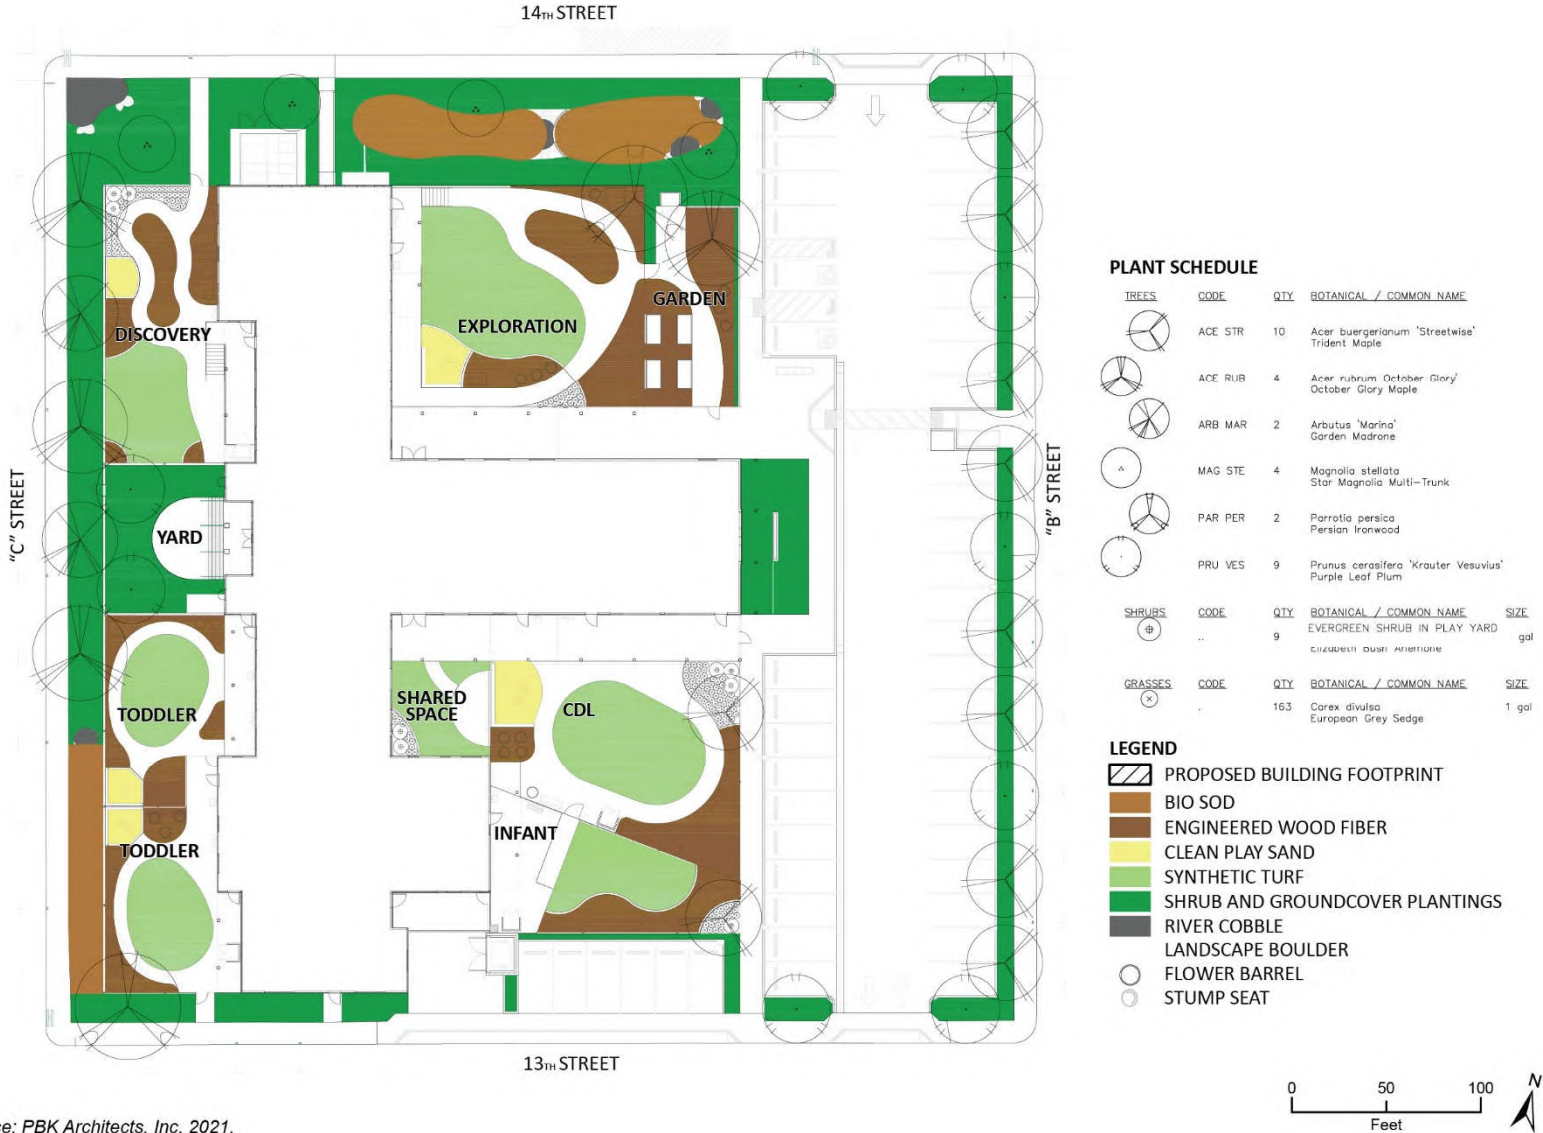 14TH STREET
DISCOVERY
EXPLORATION
GARDEN
"C" STREET
YARD
"B" STREET
TODDLER
SHARED
SPACE
CDL
TODDLER
INFANT
13TH STREET
PLANT SCHEDULE
TREES CODE QTY BOTANICAL / COMMON NAME
ACE STR 10 Acer buergerianum 'Streetwise'
Trident Maple
ACE RUB 4 Acer rubrum October Glory'
October Glory Maple
ARB MAR 2 Arbutus 'Marina'
Garden Madrone
MAG STE 4 Magnolia stellata
Star Magnolia Multi-Trunk
PAR PER 2 Parrotia persica
Persian Ironwood
PRU VES 9 Prunus cerasifera 'Krauter Vesuvius'
Purple Leaf Plum
SHRUBS CODE QTY BOTANICAL / COMMON NAME SIZE
.. 9 EVERGREEN SHRUB IN PLAY YARD gal
Elizabeth Bush Anemone
GRASSES CODE QTY BOTANICAL / COMMON NAME SIZE
. 163 Carex divulsa 1 gal
European Grey Sedge
LEGEND
PROPOSED BUILDING FOOTPRINT
BIO SOD
ENGINEERED WOOD FIBER
CLEAN PLAY SAND
SYNTHETIC TURF
SHRUB AND GROUNDCOVER PLANTINGS
RIVER COBBLE
LANDSCAPE BOULDER
FLOWER BARREL
STUMP SEAT
0 50 100
Feet
N
ce: PBK Architects, Inc. 2021.